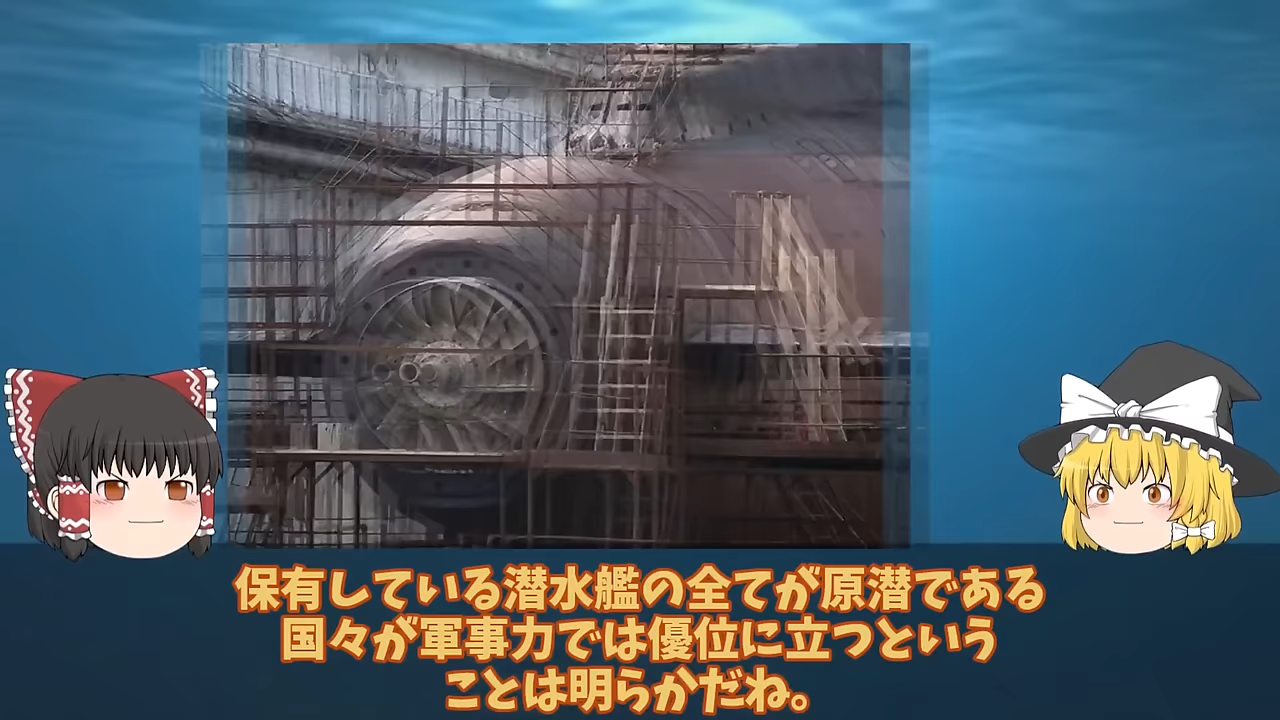 保有している潜水艦の全てが原潜である
国々が軍事力では優位に立つという
ことは明らかだね。